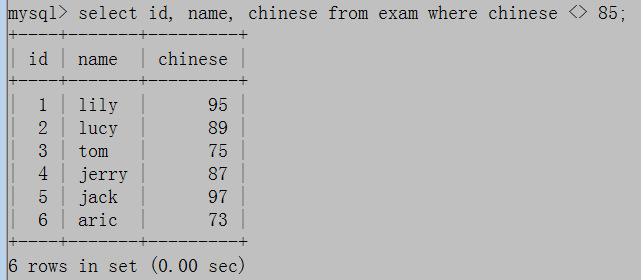 mysql> select id, name, chinese from exam where chinese <> 85;
+----+-------+---------+
| id | name  | chinese |
+----+-------+---------+
|  1 | lily  |      95 |
|  2 | lucy  |      89 |
|  3 | tom   |      75 |
|  4 | jerry |      87 |
|  5 | jack  |      97 |
|  6 | aric  |      73 |
+----+-------+---------+
6 rows in set (0.00 sec)